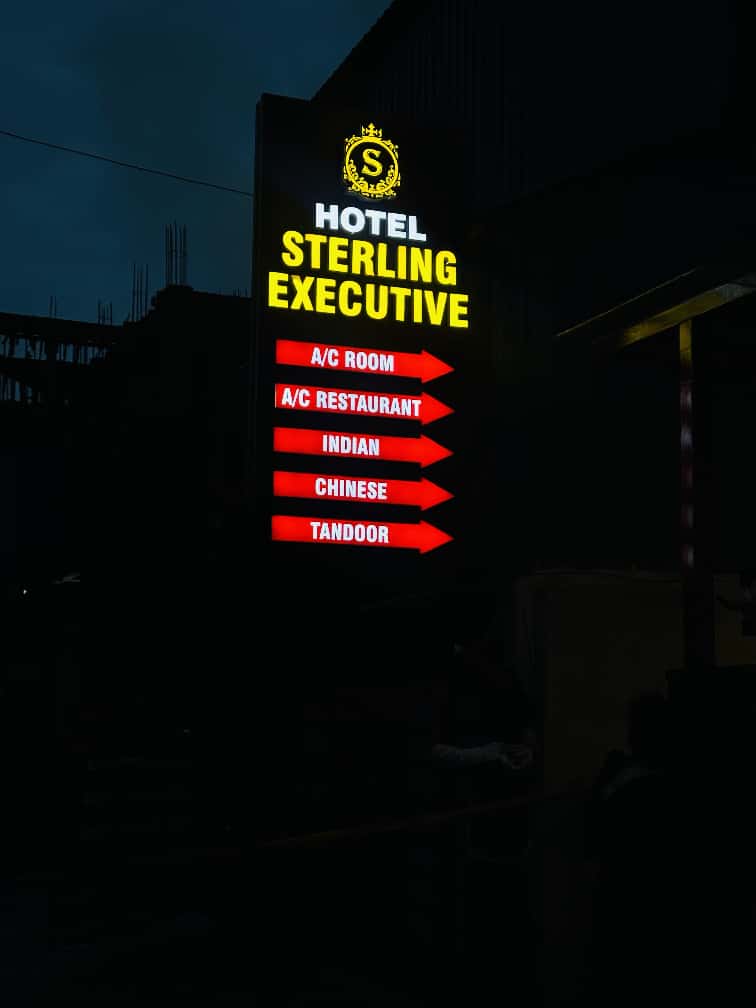 S
HOTEL
STERLING
EXECUTIVE
A/C ROOM
A/C RESTAURANT
INDIAN
CHINESE
TANDOOR